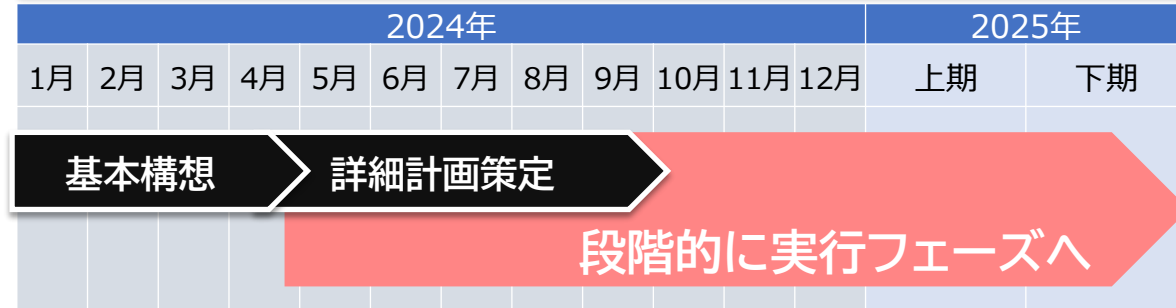 2024年 2025年
1月 2月 3月 4月 5月 6月 7月 8月 9月 10月 11月 12月 上期 下期
基本構想 詳細計画策定
段階的に実行フェーズへ